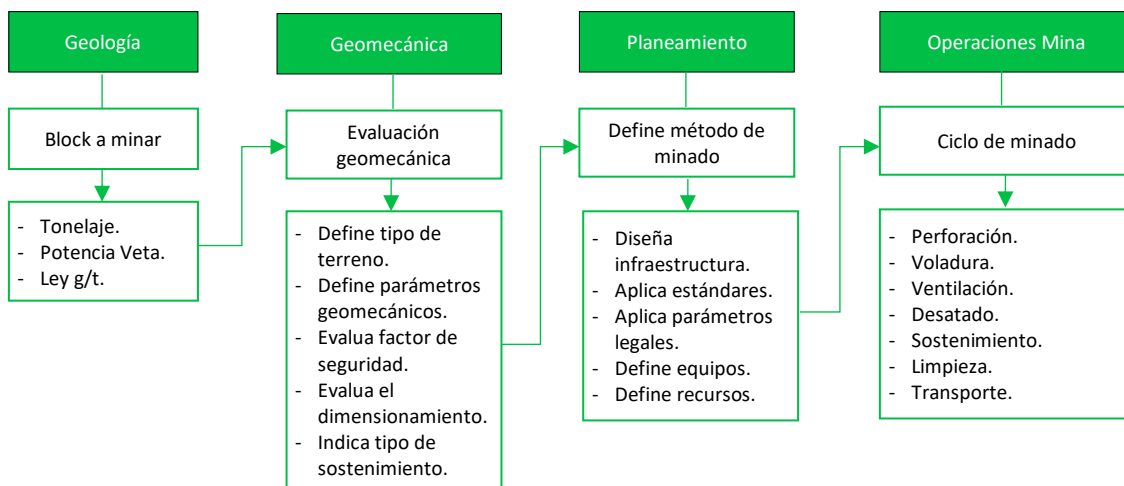 Geología
Block a minar
- Tonelaje.
- Potencia Veta.
- Ley g/t.
Geomecánica
Evaluación
geomecánica
- Define tipo de
terreno.
- Define parámetros
geomecánicos.
- Evalua factor de
seguridad.
- Evalua el
dimensionamiento.
- Indica tipo de
sostenimiento.
Planeamiento
Define método de
minado
- Diseña
infraestructura.
- Aplica estándares.
- Aplica parámetros
legales.
- Define equipos.
- Define recursos.
Operaciones Mina
Ciclo de minado
- Perforación.
- Voladura.
- Ventilación.
- Desatado.
- Sostenimiento.
- Limpieza.
- Transporte.